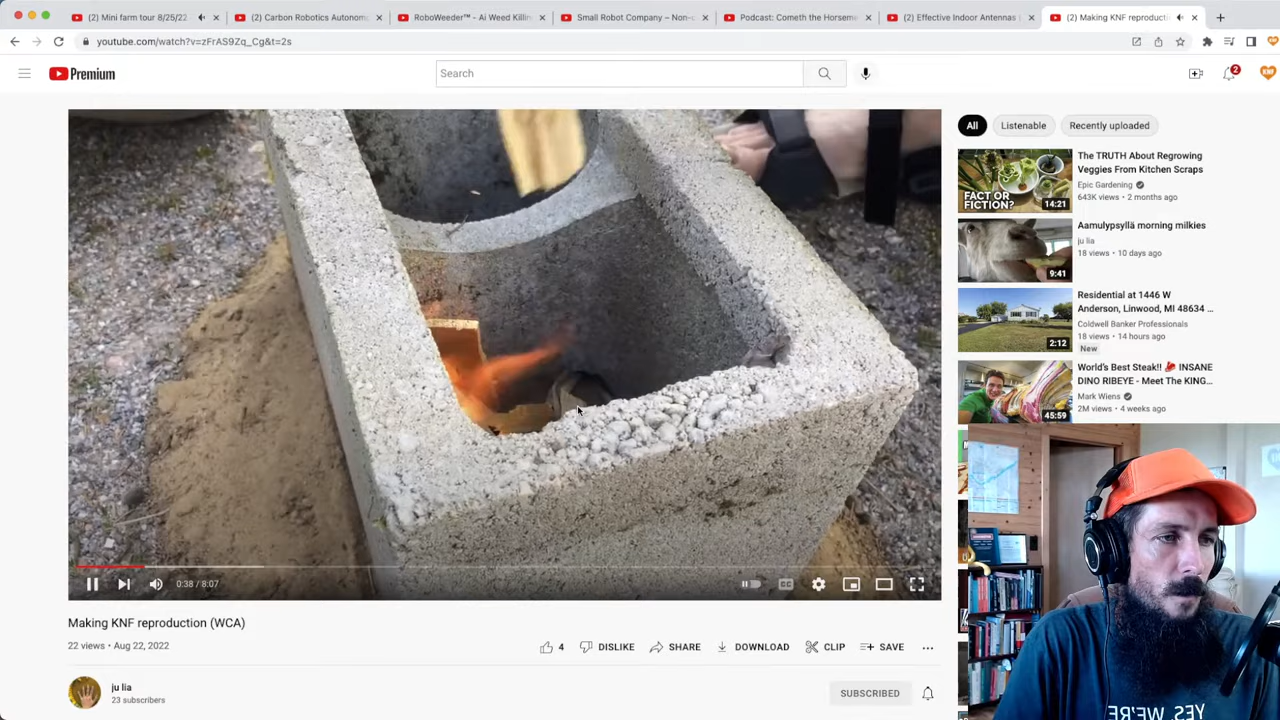 (2) Mini farm tour 8/25/22
(2) Carbon Robotics Autonom
RoboWeeder™ - Ai Weed Killin
Small Robot Company – Non-c
Podcast: Cometh the Horseme
(2) Effective Indoor Antennas
(2) Making KNF reproducti
youtube.com/watch?v=zFrAS9Zq_Cg&t=2s
Premium
Search
2
KNF
All
Listenable
Recently uploaded
FACT OR
FICTION?
14:21
The TRUTH About Regrowing
Veggies From Kitchen Scraps
Epic Gardening
643K views • 2 months ago
9:41
Aamulypsyllä morning milkies
ju lia
18 views • 10 days ago
2:12
Residential at 1446 W
Anderson, Linwood, MI 48634 ...
Coldwell Banker Professionals
18 views • 14 hours ago
New
45:59
World's Best Steak!! 🥩 INSANE
DINO RIBEYE - Meet The KING...
Mark Wiens
2M views • 4 weeks ago
0:38 / 8:07
CC
Making KNF reproduction (WCA)
22 views • Aug 22, 2022
4
DISLIKE
SHARE
DOWNLOAD
CLIP
SAVE
ju lia
23 subscribers
SUBSCRIBED
YES, WE'RE